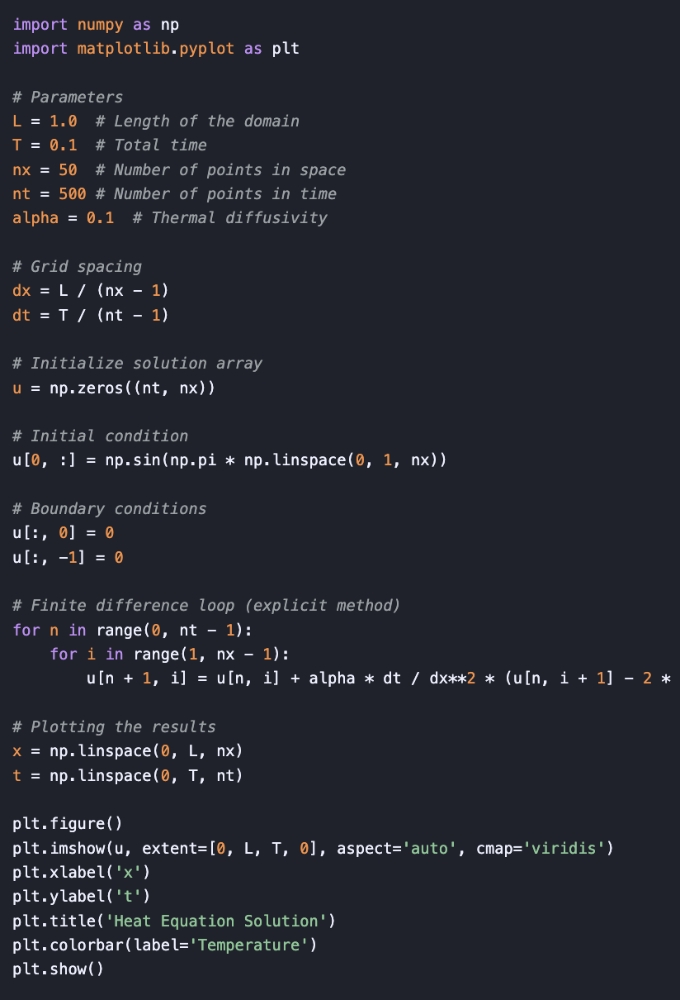 import numpy as np
import matplotlib.pyplot as plt

# Parameters
L = 1.0  # Length of the domain
T = 0.1  # Total time
nx = 50  # Number of points in space
nt = 500 # Number of points in time
alpha = 0.1  # Thermal diffusivity

# Grid spacing
dx = L / (nx - 1)
dt = T / (nt - 1)

# Initialize solution array
u = np.zeros((nt, nx))

# Initial condition
u[0, :] = np.sin(np.pi * np.linspace(0, 1, nx))

# Boundary conditions
u[:, 0] = 0
u[:, -1] = 0

# Finite difference loop (explicit method)
for n in range(0, nt - 1):
    for i in range(1, nx - 1):
        u[n + 1, i] = u[n, i] + alpha * dt / dx**2 * (u[n, i + 1] - 2 *

# Plotting the results
x = np.linspace(0, L, nx)
t = np.linspace(0, T, nt)

plt.figure()
plt.imshow(u, extent=[0, L, T, 0], aspect='auto', cmap='viridis')
plt.xlabel('x')
plt.ylabel('t')
plt.title('Heat Equation Solution')
plt.colorbar(label='Temperature')
plt.show()